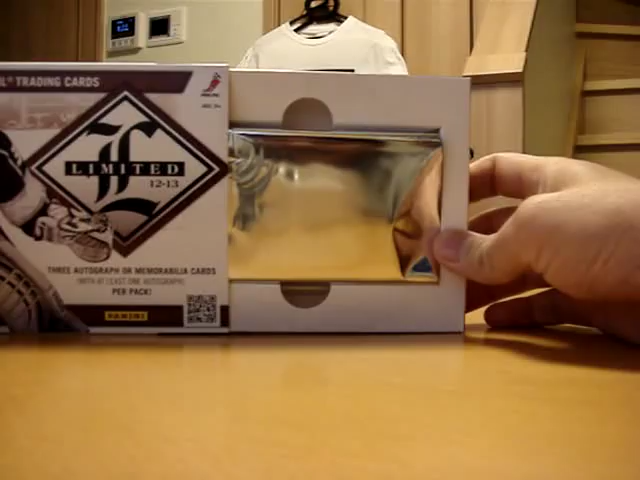 L® TRADING CARDS
L
LIMITED
12-13
THREE AUTOGRAPH OR MEMORABILIA CARDS
(WITH AT LEAST ONE AUTOGRAPH)
PER PACK!
PANINI